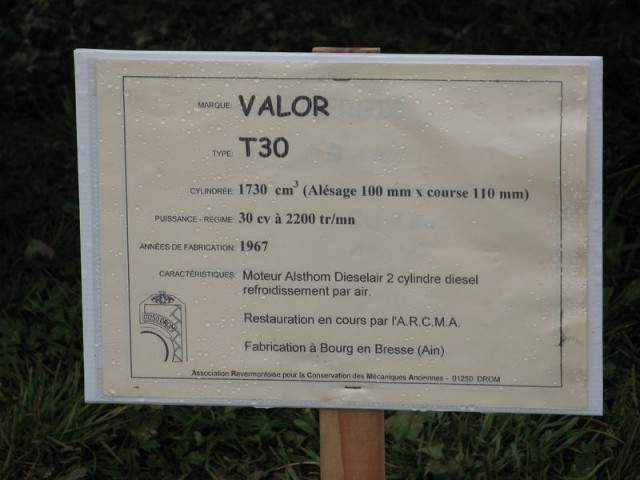 MARQUE: VALOR
TYPE: T30
CYLINDRÉE: 1730 cm³ (Alésage 100 mm x course 110 mm)
PUISSANCE - REGIME: 30 cv à 2200 tr/mn
ANNÉES DE FABRICATION: 1967
CARACTÉRISTIQUES: Moteur Alsthom Dieselair 2 cylindre diesel
refroidissement par air.
Restauration en cours par l'A.R.C.M.A.
Fabrication à Bourg en Bresse (Ain)
Association Revermontoise pour la Conservation des Mécaniques Anciennes - 01250 DROM